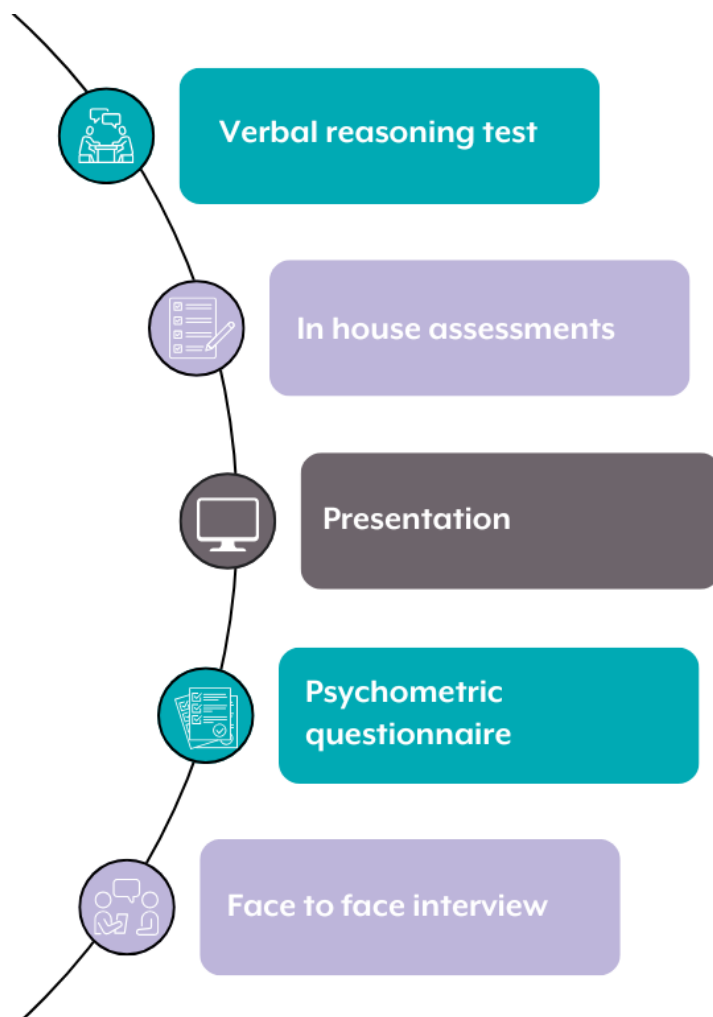 Verbal reasoning test
In house assessments
Presentation
Psychometric
questionnaire
Face to face interview